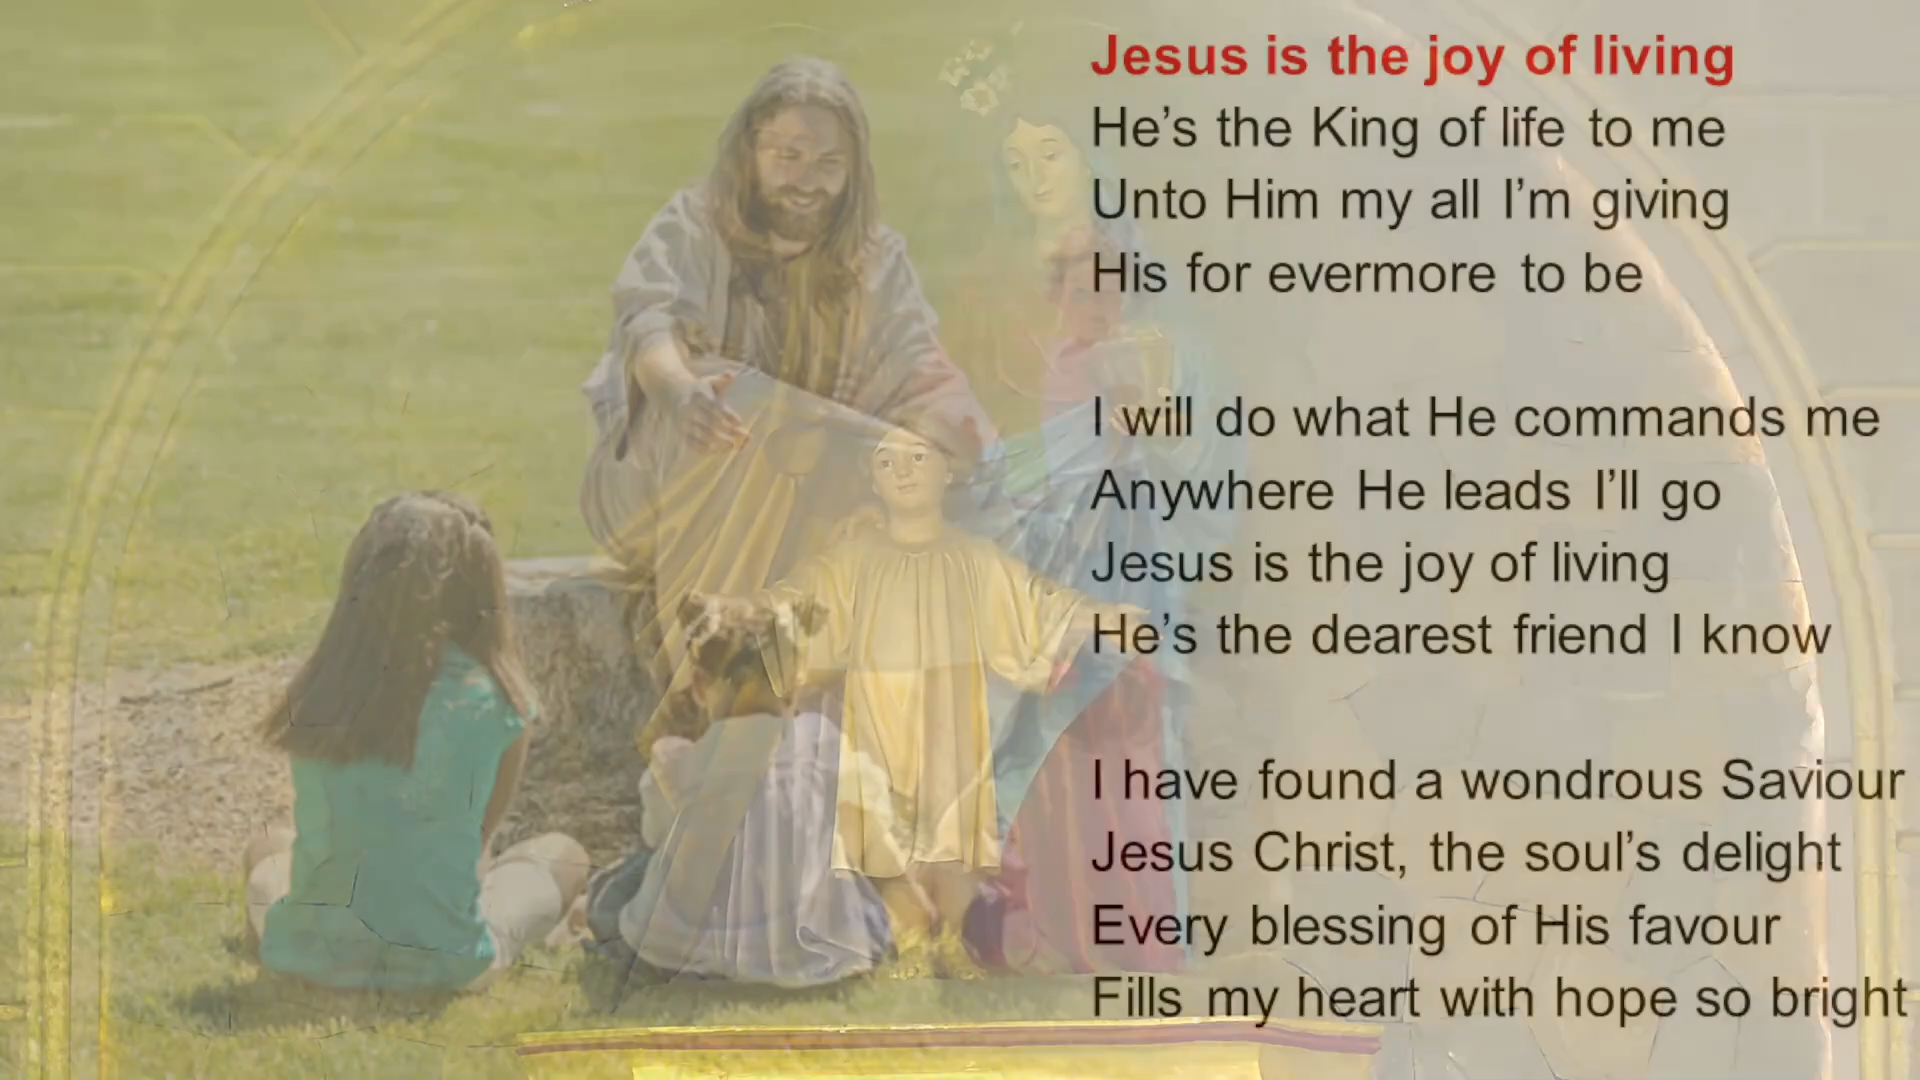 Jesus is the joy of living
He’s the King of life to me
Unto Him my all I’m giving
His for evermore to be
I will do what He commands me
Anywhere He leads I’ll go
Jesus is the joy of living
He’s the dearest friend I know
I have found a wondrous Saviour
Jesus Christ, the soul’s delight
Every blessing of His favour
Fills my heart with hope so bright